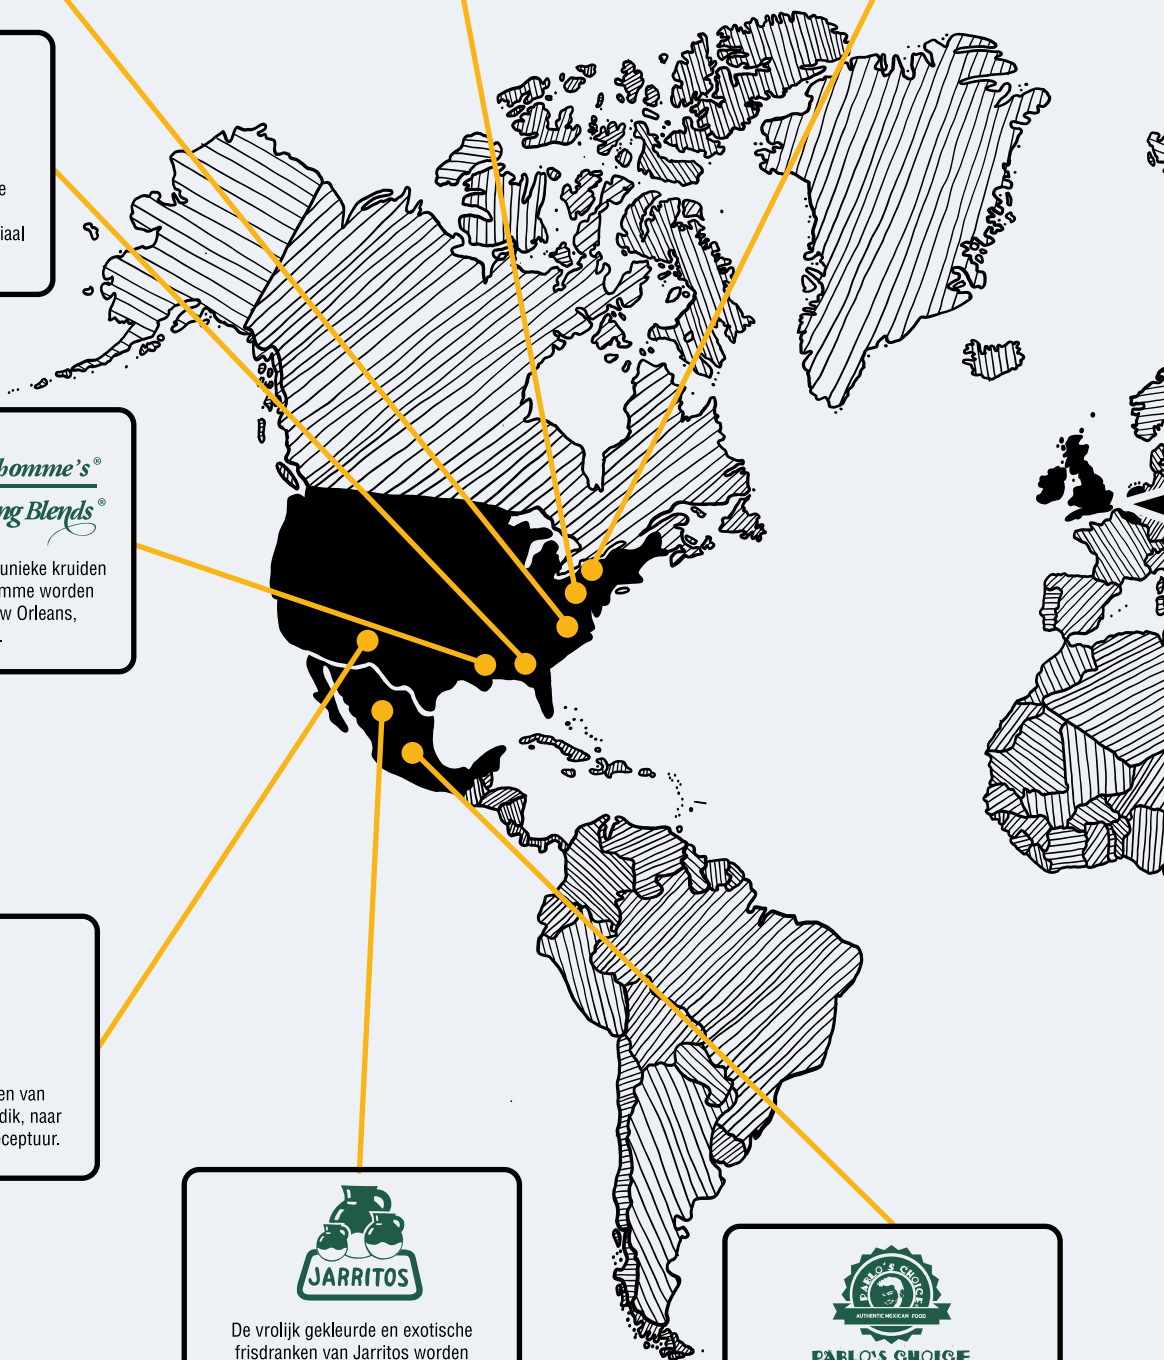 e
iaal
homme's®
ng Blends®
unieke kruiden
mme worden
w Orleans,
.
en van
dik, naar
ceptuur.
JARRITOS
De vrolijk gekleurde en exotische
frisdranken van Jarritos worden
PABLO'S CHOICE
AUTHENTIC MEXICAN FOOD
PABLO'S CHOICE